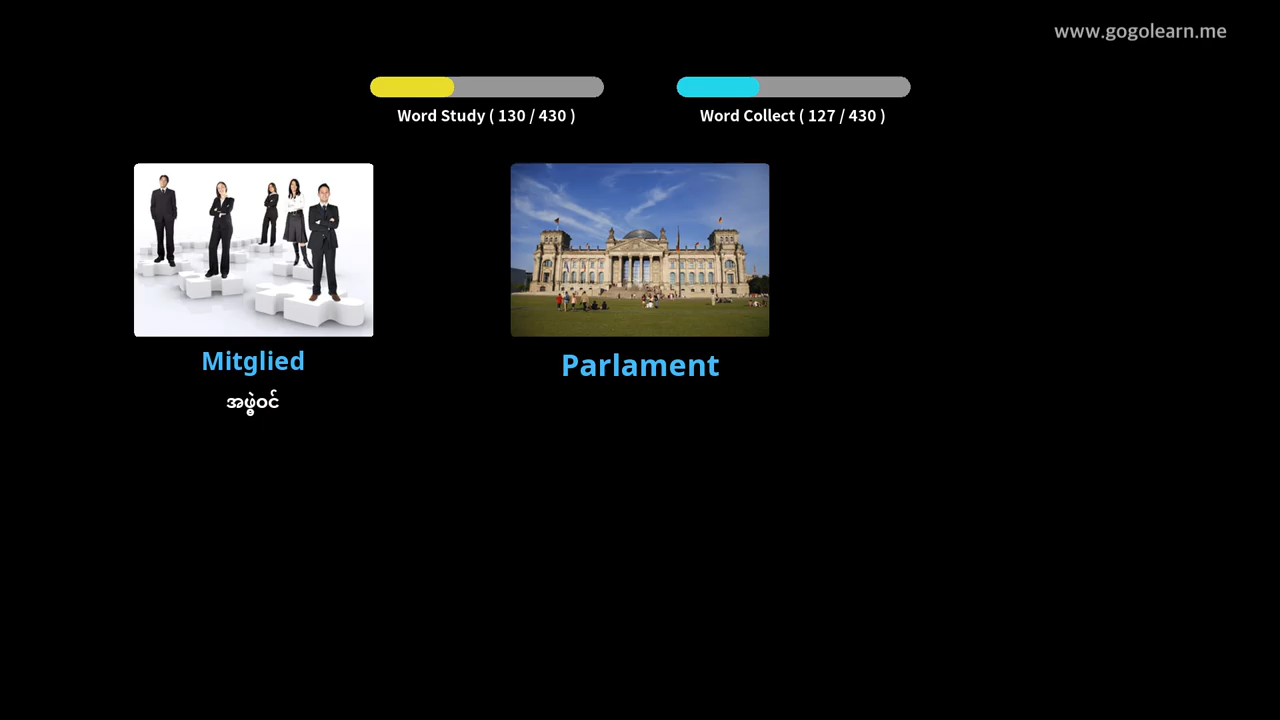 www.gogolearn.me
Word Study ( 130 / 430 )
Word Collect ( 127 / 430 )
Mitglied
Parlament
အဖွဲ့ဝင်